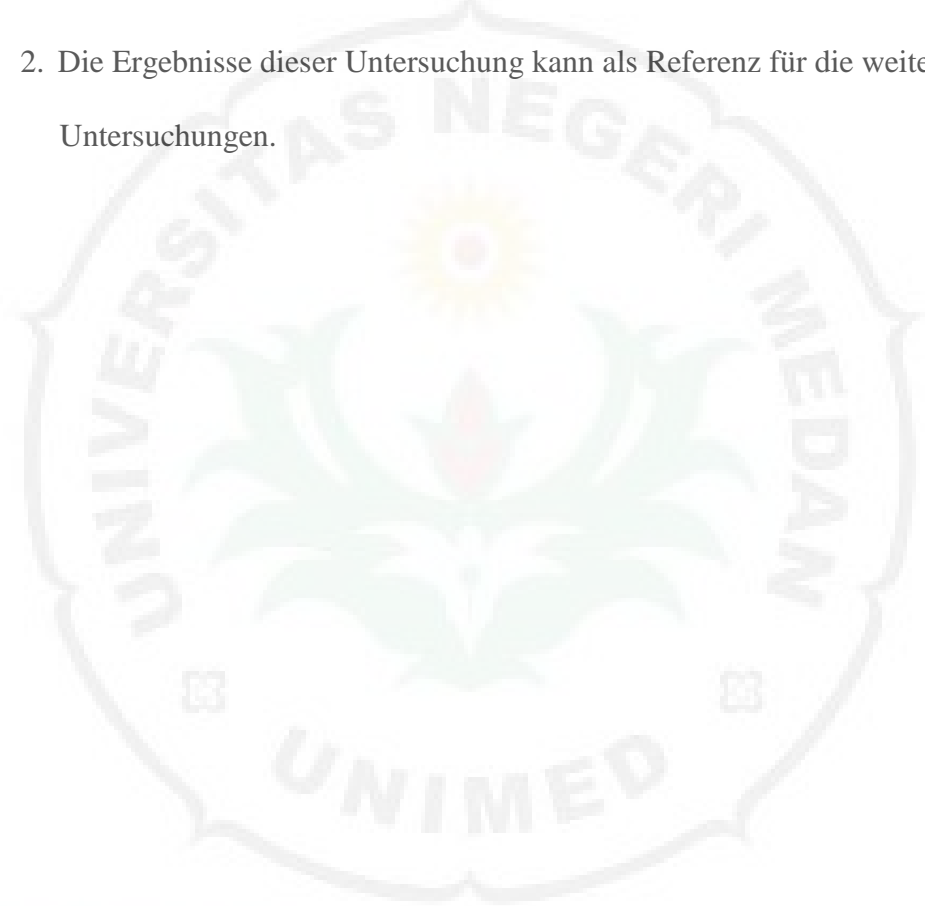 2. Die Ergebnisse dieser Untersuchung kann als Referenz für die weite
Untersuchungen.
UNIVERSITAS NEGERI MEDAN
UNIMED